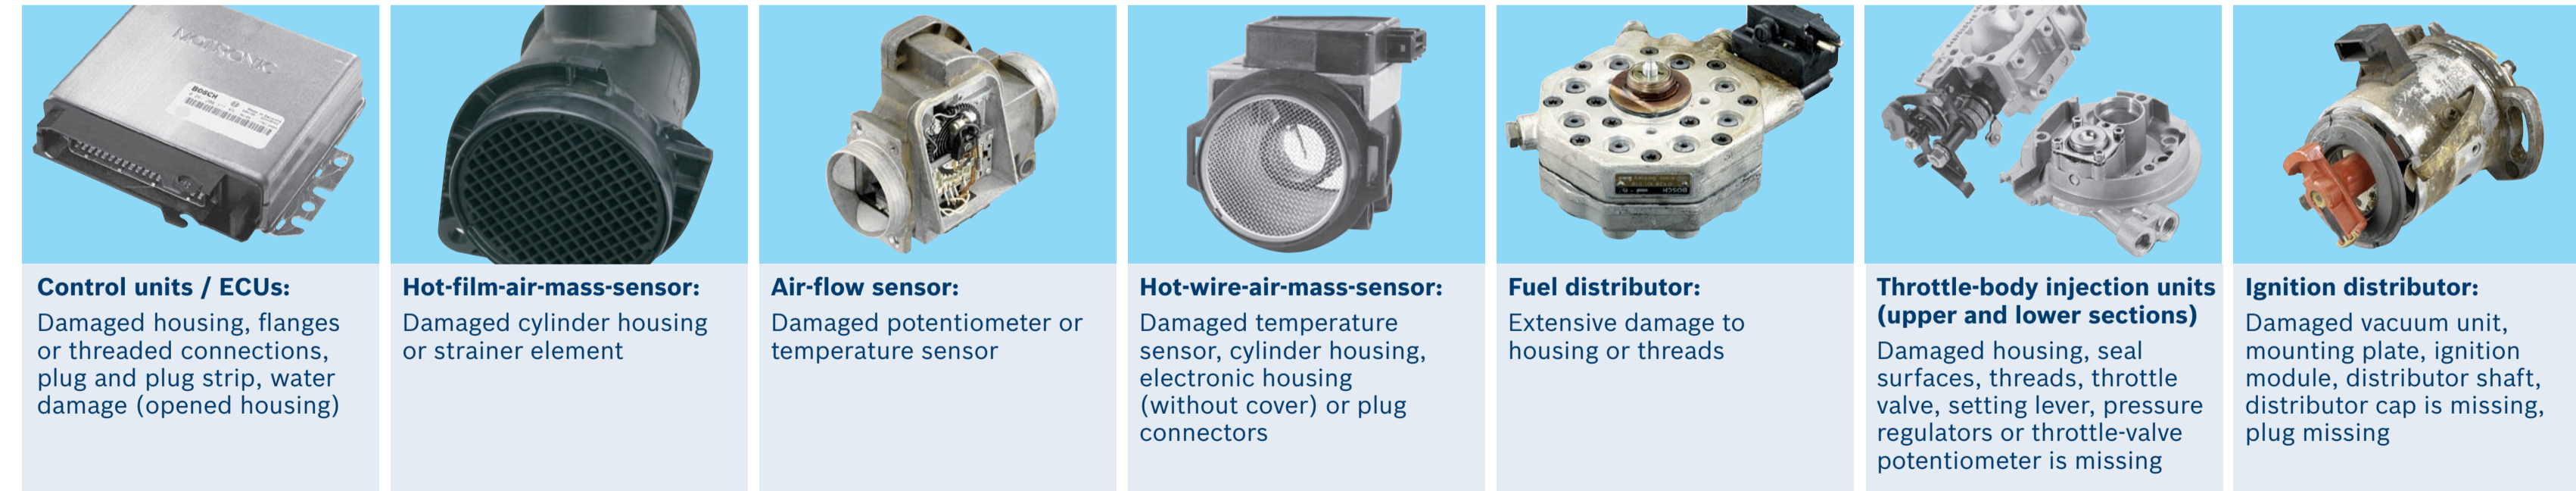 MOTRONIC
BOSCH
BOSCH
Control units / ECUs:
Damaged housing, flanges
or threaded connections,
plug and plug strip, water
damage (opened housing)
Hot-film-air-mass-sensor:
Damaged cylinder housing
or strainer element
Air-flow sensor:
Damaged potentiometer or
temperature sensor
Hot-wire-air-mass-sensor:
Damaged temperature
sensor, cylinder housing,
electronic housing
(without cover) or plug
connectors
Fuel distributor:
Extensive damage to
housing or threads
Throttle-body injection units
(upper and lower sections)
Damaged housing, seal
surfaces, threads, throttle
valve, setting lever, pressure
regulators or throttle-valve
potentiometer is missing
Ignition distributor:
Damaged vacuum unit,
mounting plate, ignition
module, distributor shaft,
distributor cap is missing,
plug missing